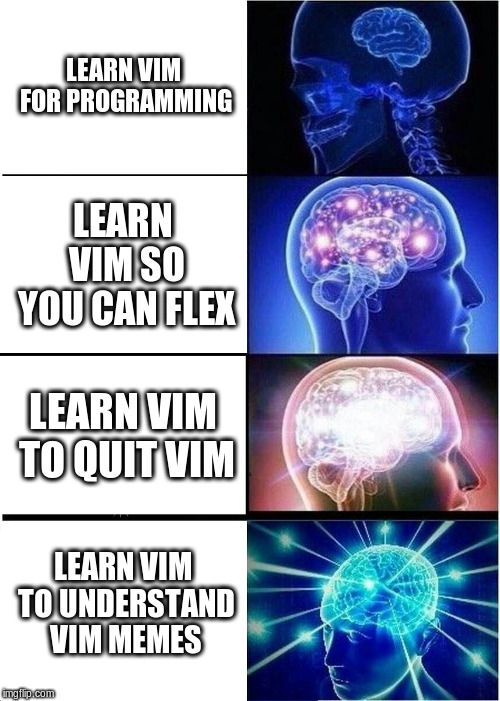 LEARN VIM
FOR PROGRAMMING
LEARN
VIM SO
YOU CAN FLEX
LEARN VIM
TO QUIT VIM
LEARN VIM
TO UNDERSTAND
VIM MEMES
imgflip.com